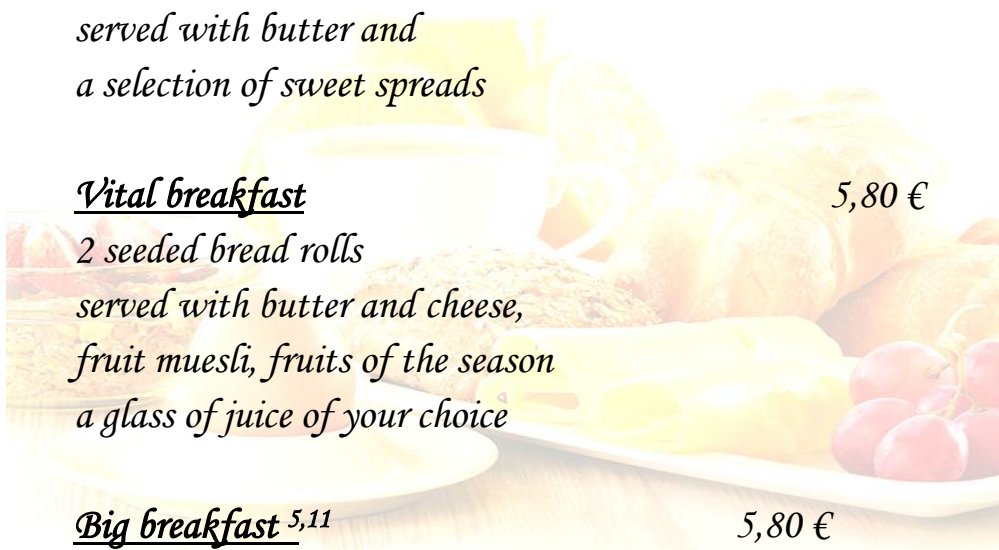 served with butter and
a selection of sweet spreads
Vital breakfast 5,80 €
2 seeded bread rolls
served with butter and cheese,
fruit muesli, fruits of the season
a glass of juice of your choice
Big breakfast 5,11 5,80 €